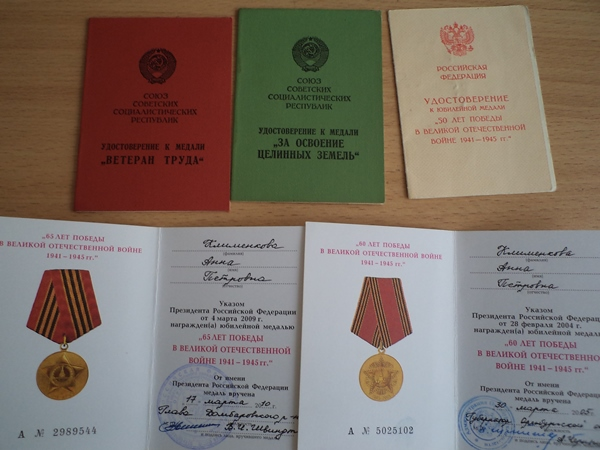 СОЮЗ
СОВЕТСКИХ
СОЦИАЛИСТИЧЕСКИХ
РЕСПУБЛИК
УДОСТОВЕРЕНИЕ К МЕДАЛИ
„ВЕТЕРАН ТРУДА“
СОЮЗ
СОВЕТСКИХ
СОЦИАЛИСТИЧЕСКИХ
РЕСПУБЛИК
УДОСТОВЕРЕНИЕ К МЕДАЛИ
„ЗА ОСВОЕНИЕ
ЦЕЛИННЫХ ЗЕМЕЛЬ“
РОССИЙСКАЯ
ФЕДЕРАЦИЯ
УДОСТОВЕРЕНИЕ
К ЮБИЛЕЙНОЙ МЕДАЛИ
„50 ЛЕТ ПОБЕДЫ
В ВЕЛИКОЙ ОТЕЧЕСТВЕННОЙ
ВОЙНЕ 1941–1945 гг.“
„65 ЛЕТ ПОБЕДЫ
В ВЕЛИКОЙ ОТЕЧЕСТВЕННОЙ ВОЙНЕ
1941–1945 гг.“
А № 2989544
Клименкова
(фамилия)
Анна
(имя)
Петровна
(отчество)
Указом
Президента Российской Федерации
от 4 марта 2009 г.
награжден(а) юбилейной медалью
„65 ЛЕТ ПОБЕДЫ
В ВЕЛИКОЙ ОТЕЧЕСТВЕННОЙ
ВОЙНЕ 1941–1945 гг.“
От имени
Президента Российской Федерации
медаль вручена
17 марта 2010 г.
Глава Домбаровского р-на
„60 ЛЕТ ПОБЕДЫ
В ВЕЛИКОЙ ОТЕЧЕСТВЕННОЙ ВОЙНЕ
1941–1945 гг.“
А № 5025102
Клименкова
(фамилия)
Анна
(имя)
Петровна
(отчество)
Указом
Президента Российской Федерации
от 28 февраля 2004 г.
награжден(а) юбилейной медалью
„60 ЛЕТ ПОБЕДЫ
В ВЕЛИКОЙ ОТЕЧЕСТВЕННОЙ
ВОЙНЕ 1941–1945 гг.“
От имени
Президента Российской Федерации
медаль вручена
30 марта 2005